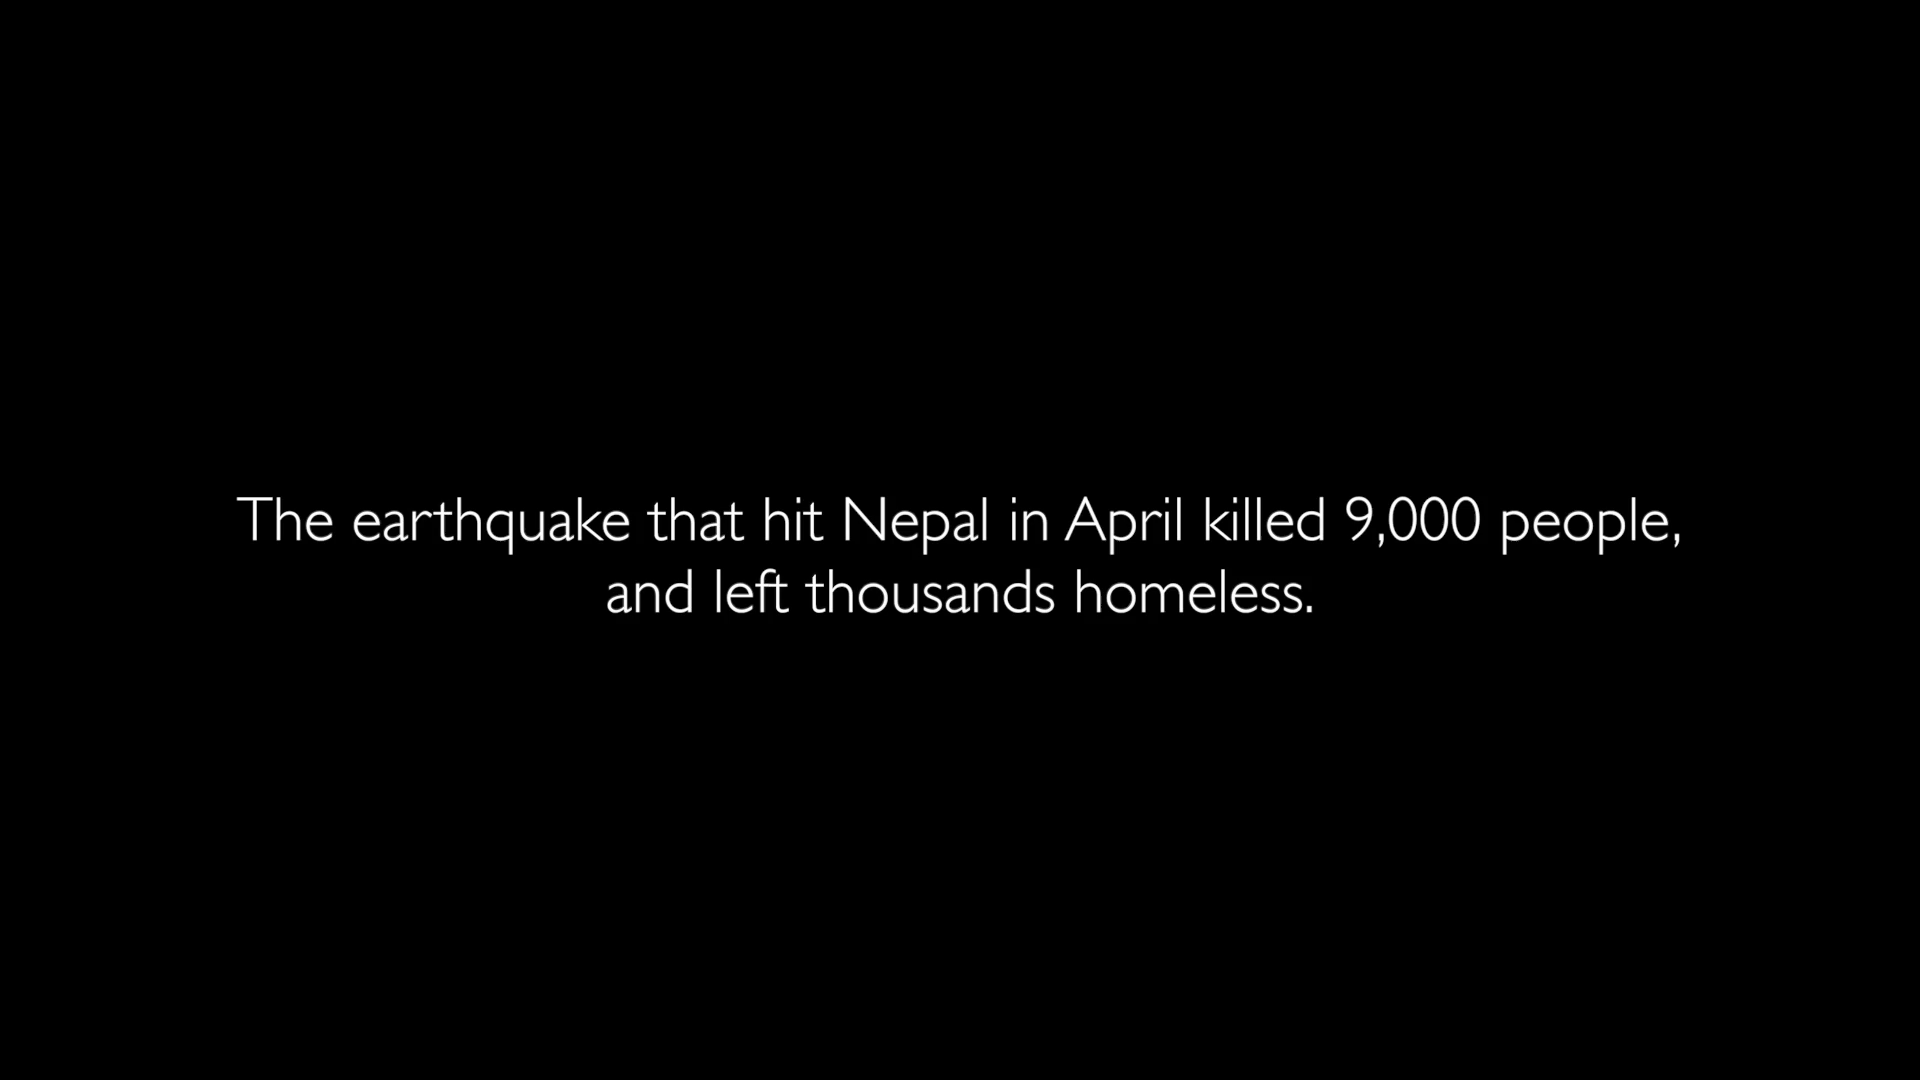 The earthquake that hit Nepal in April killed 9,000 people,
and left thousands homeless.